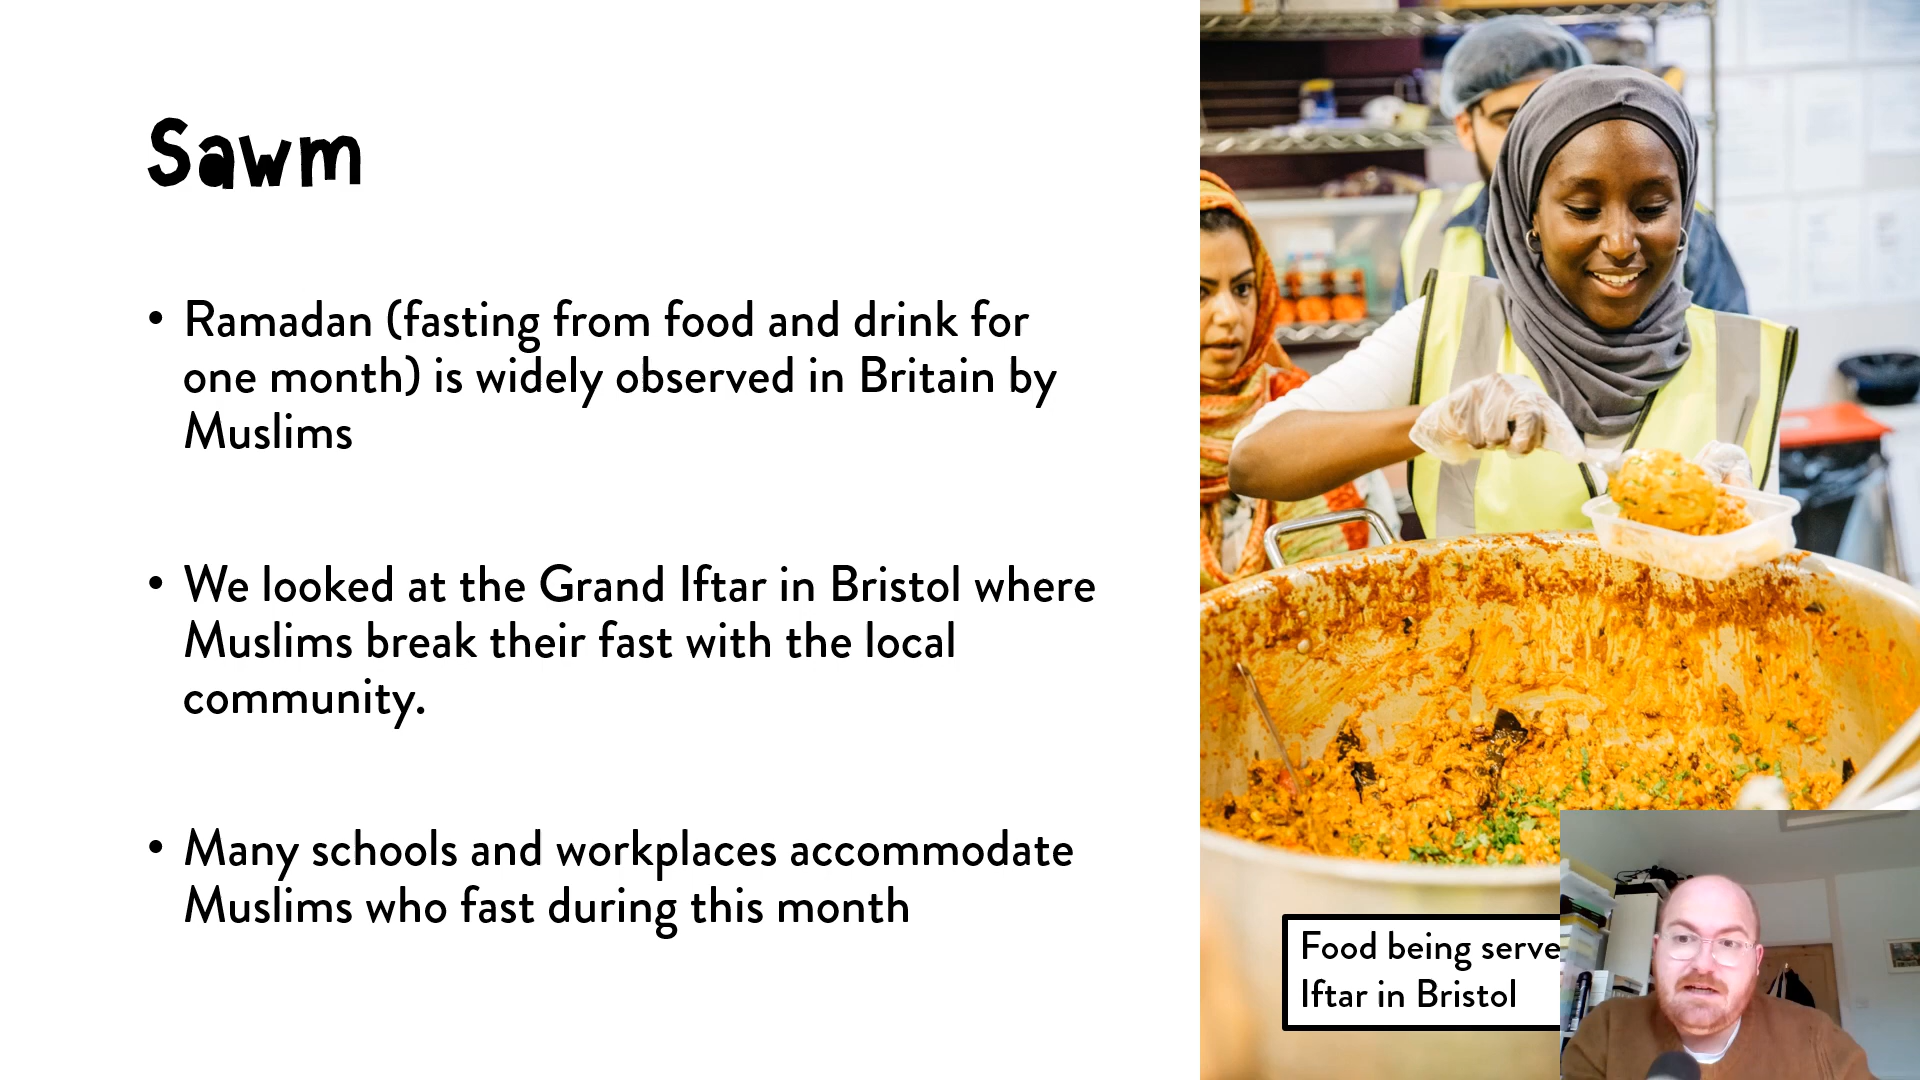 Sawm
• Ramadan (fasting from food and drink for
one month) is widely observed in Britain by
Muslims
• We looked at the Grand Iftar in Bristol where
Muslims break their fast with the local
community.
• Many schools and workplaces accommodate
Muslims who fast during this month
Food being serve
Iftar in Bristol